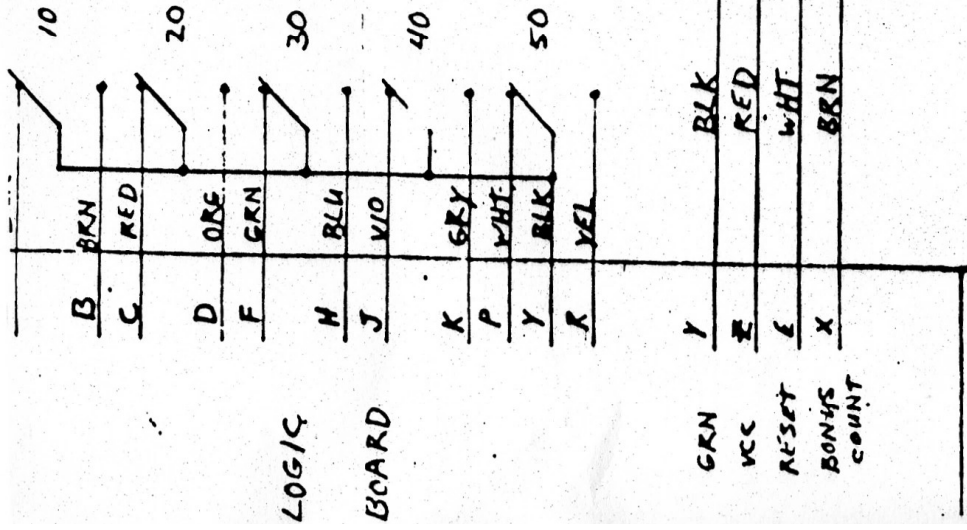 10
B BRN
C RED
20
D ORG
F GRN
30
H BLU
J VIO
40
K GRY
P WHT
Y BLK
50
R YEL
LOGIC
BOARD
GRN Y BLK
VCC Z RED
RESET WHT
BONUS X BRN
COUNT